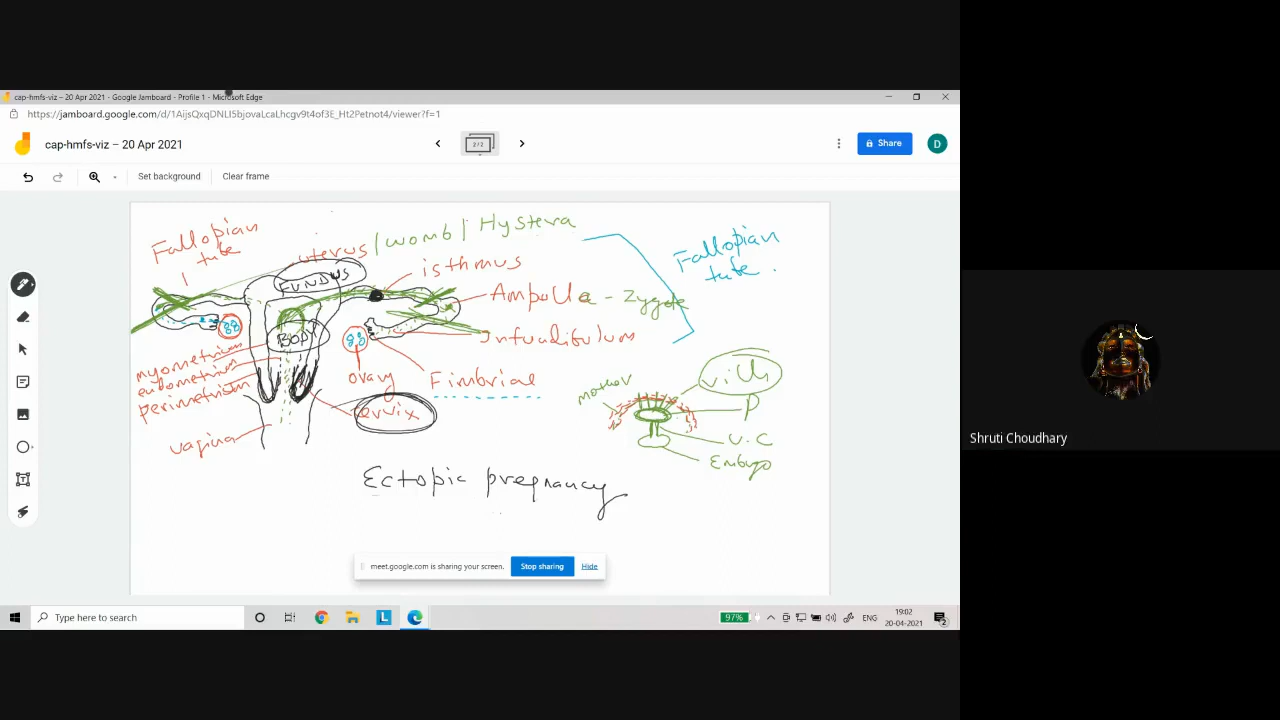 cap-hmfs-viz – 20 Apr 2021 - Google Jamboard - Profile 1 - Microsoft Edge
cap-hmfs-viz – 20 Apr 2021
2/2
Share
D
Set background
Clear frame
Fallopian
tube
uterus /womb/ Hystera
Fundus
isthmus
Fallopian
tube.
Ampulla - Zygote
Body
Infundibulum
myometrium
endometrium
perimetrium
ovary
Fimbriae
mother
villi
P
cervix
U.C
vagina
Embryo
Ectopic pregnancy
meet.google.com is sharing your screen.
Stop sharing
Hide
Shruti Choudhary
Type here to search
L
97%
ENG
19:02
20-04-2021
2